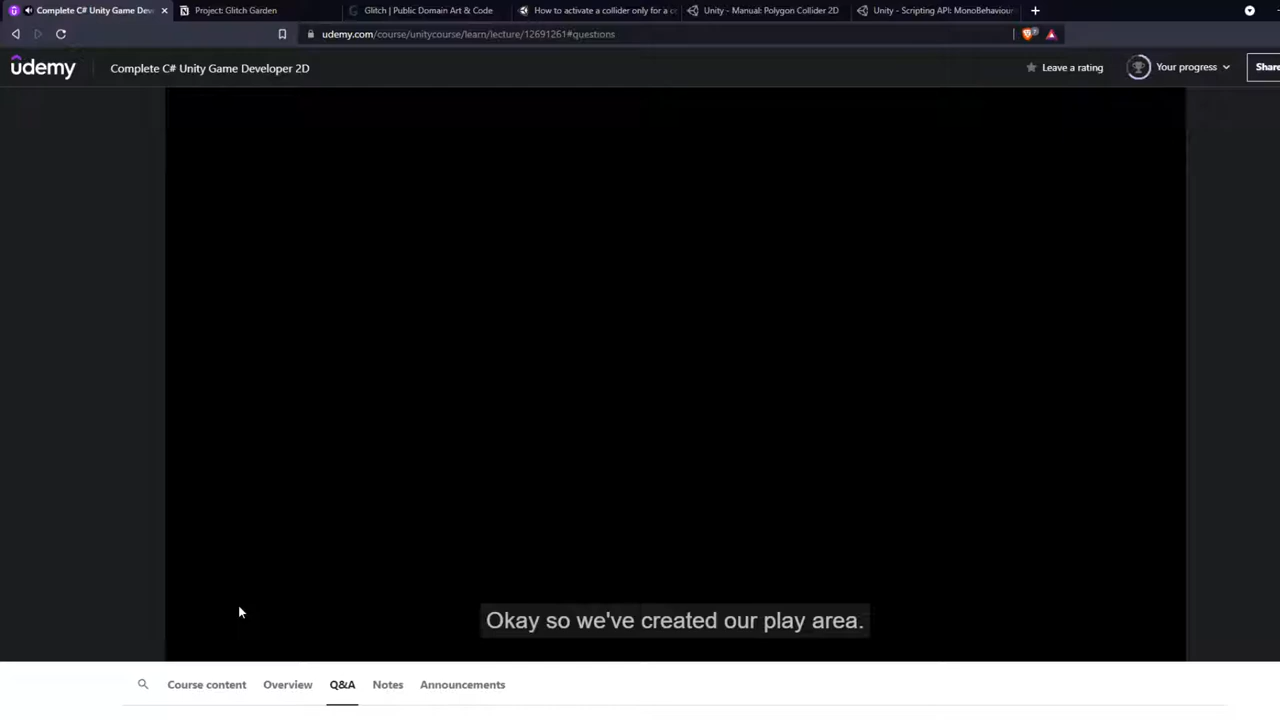 Complete C# Unity Game Dev
Project: Glitch Garden
Glitch | Public Domain Art & Code
How to activate a collider only for a ce
Unity - Manual: Polygon Collider 2D
Unity - Scripting API: MonoBehaviour
udemy.com/course/unitycourse/learn/lecture/12691261#questions
udemy
Complete C# Unity Game Developer 2D
Leave a rating
Your progress
Share
Okay so we've created our play area.
Course content
Overview
Q&A
Notes
Announcements